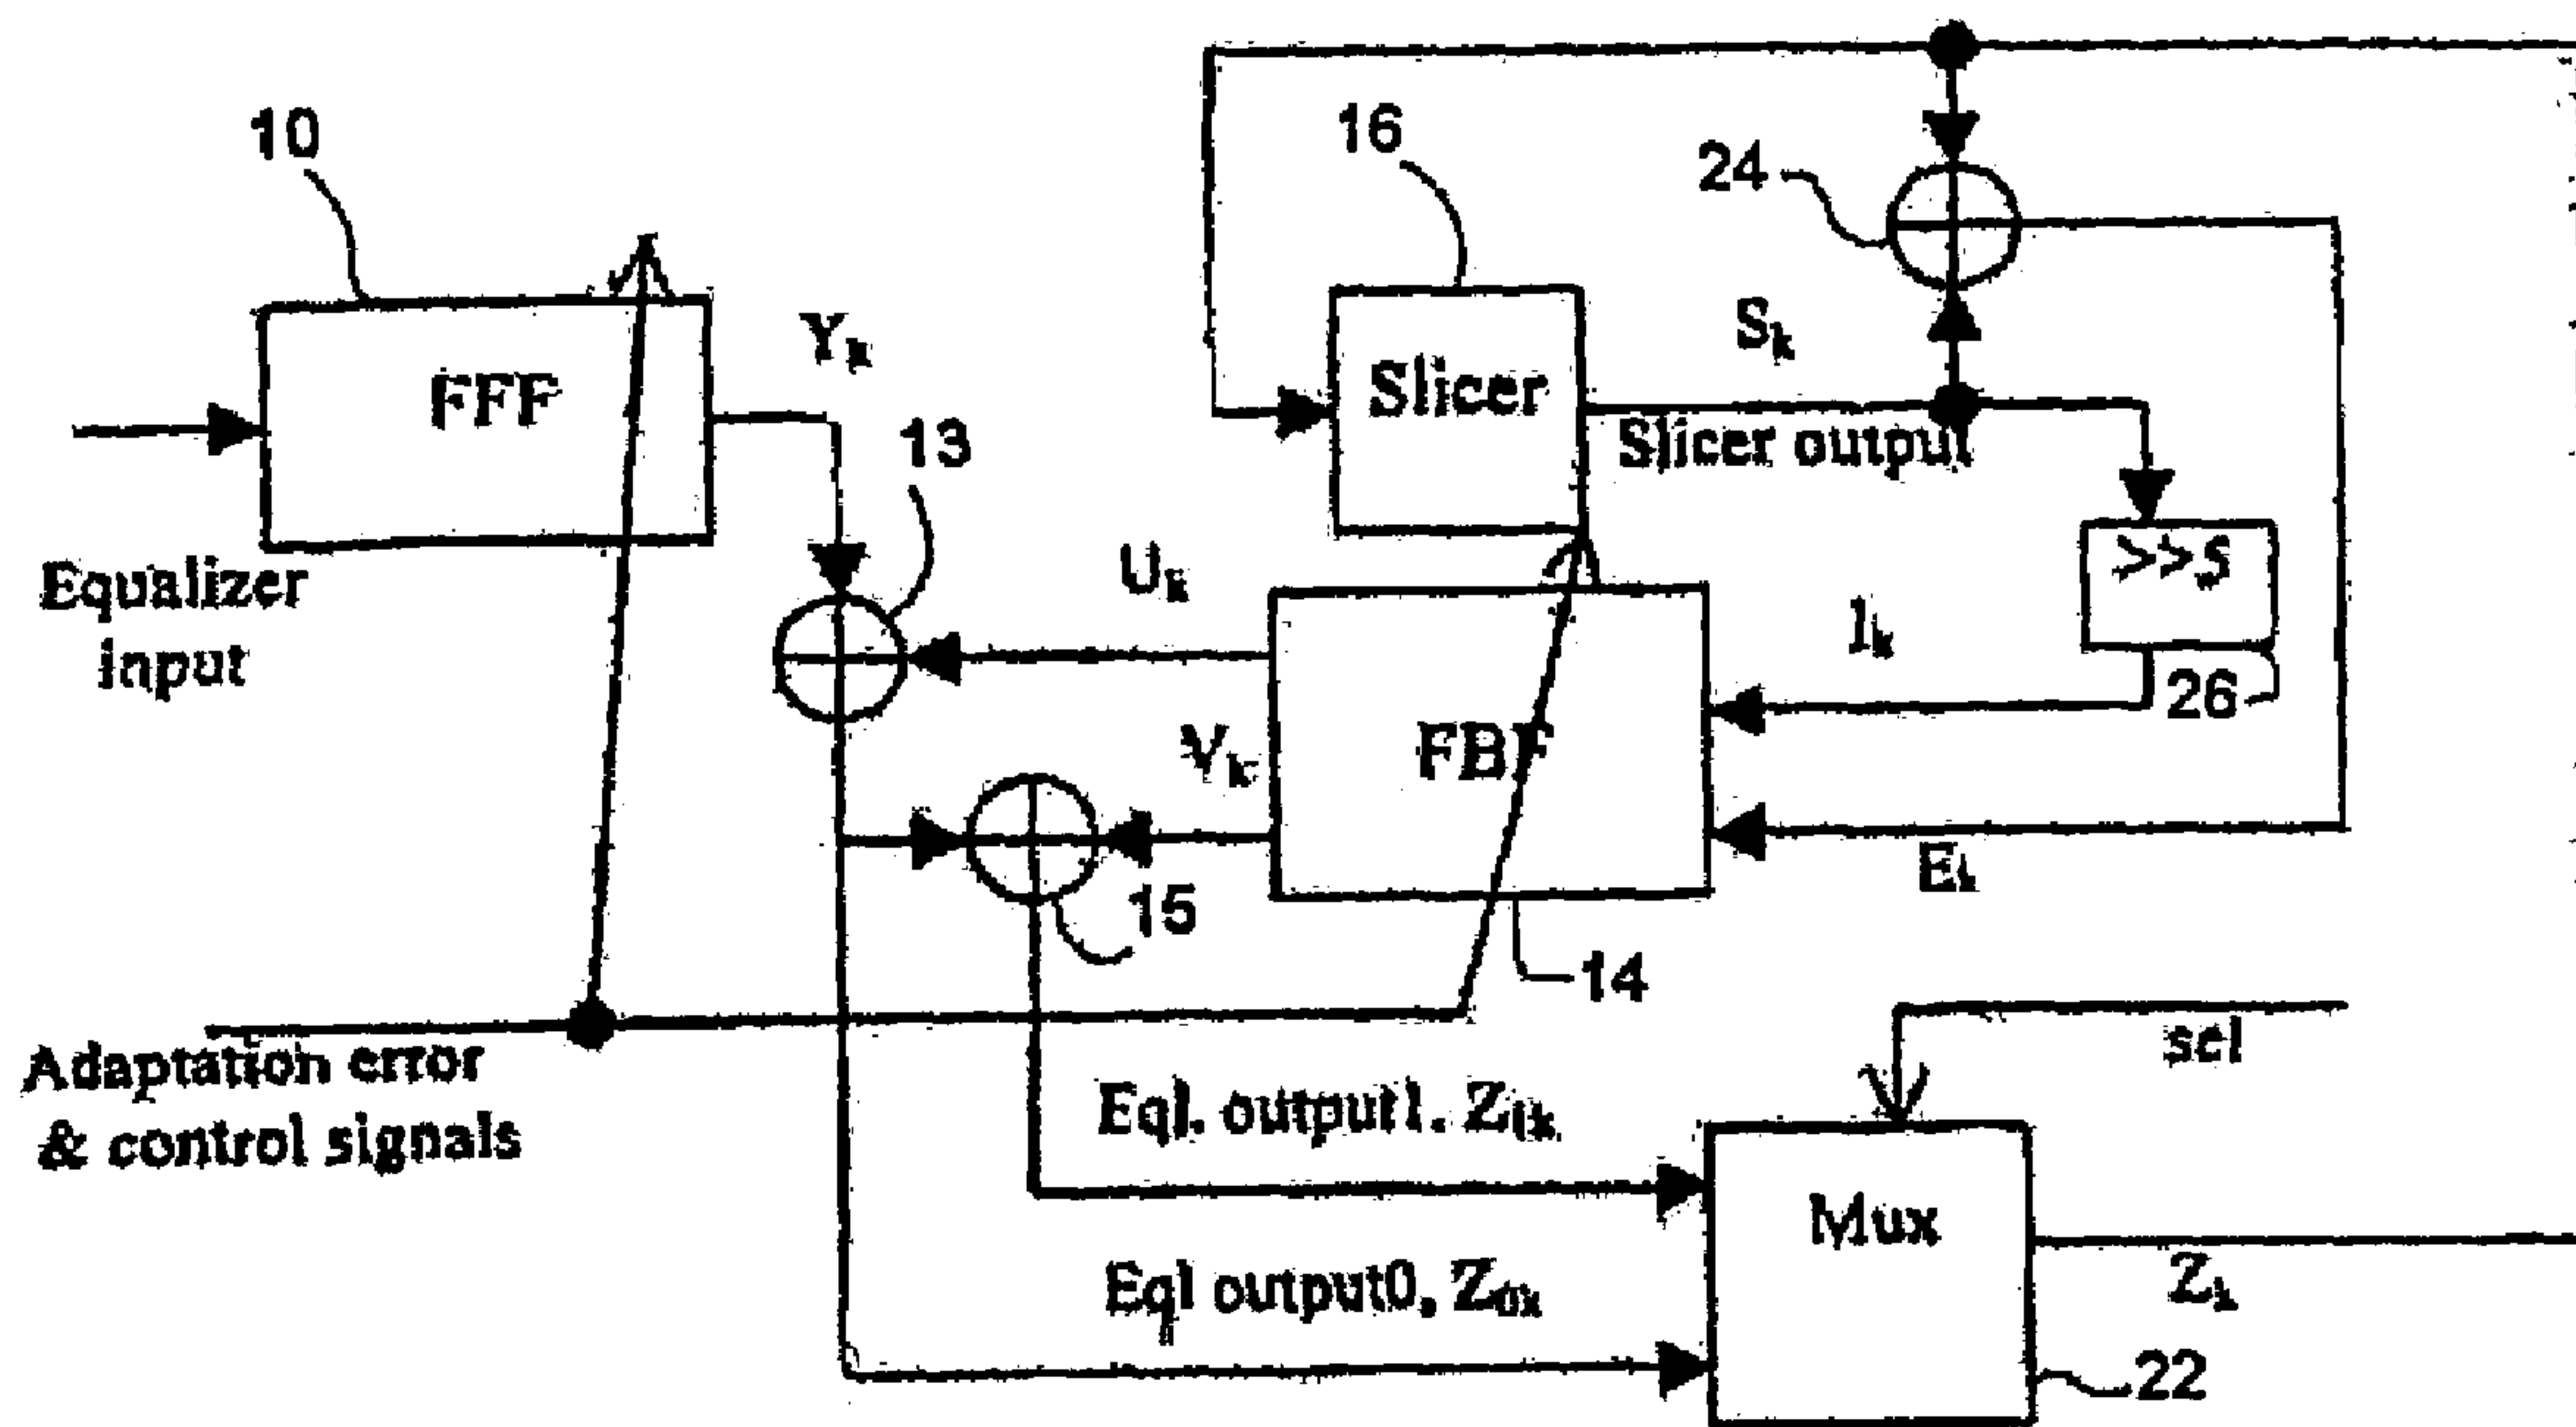 10
FFF
Equalizer
input
Yk
13
16
Slicer
Sk
Slicer output
24
>>S
26
Uk
Vk
FBF
Ik
Ek
15
14
Adaptation error
& control signals
sel
Eql. output1. Z1k
Eql output0, Z0k
Mux
Zk
22